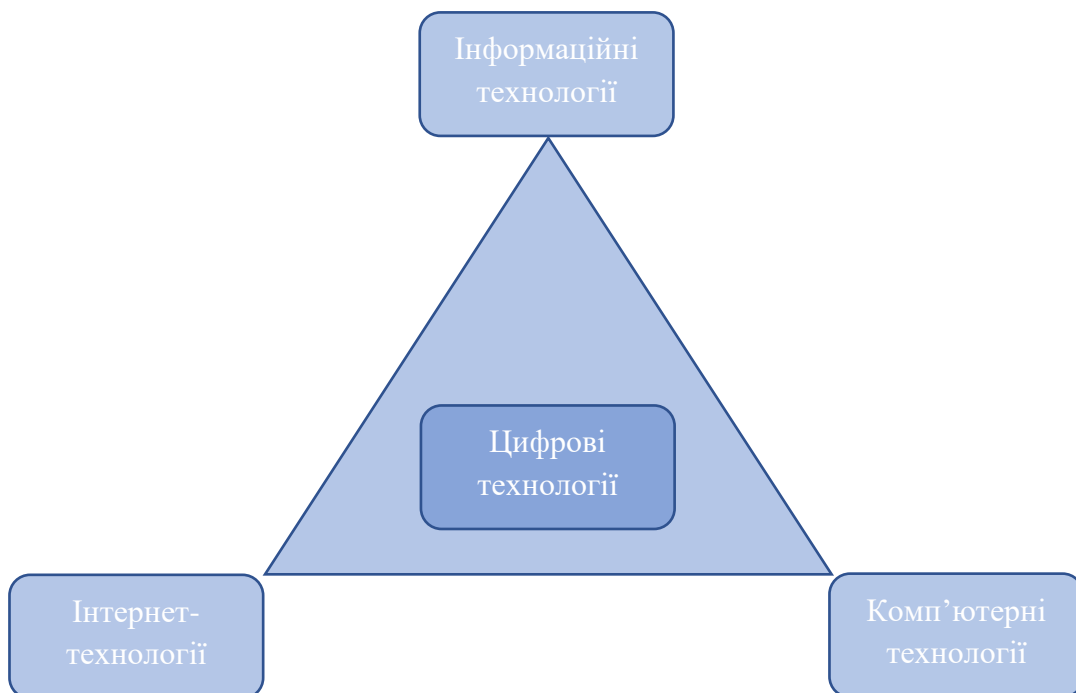 Інформаційні
технології
Цифрові
технології
Інтернет-
технології
Комп’ютерні
технології